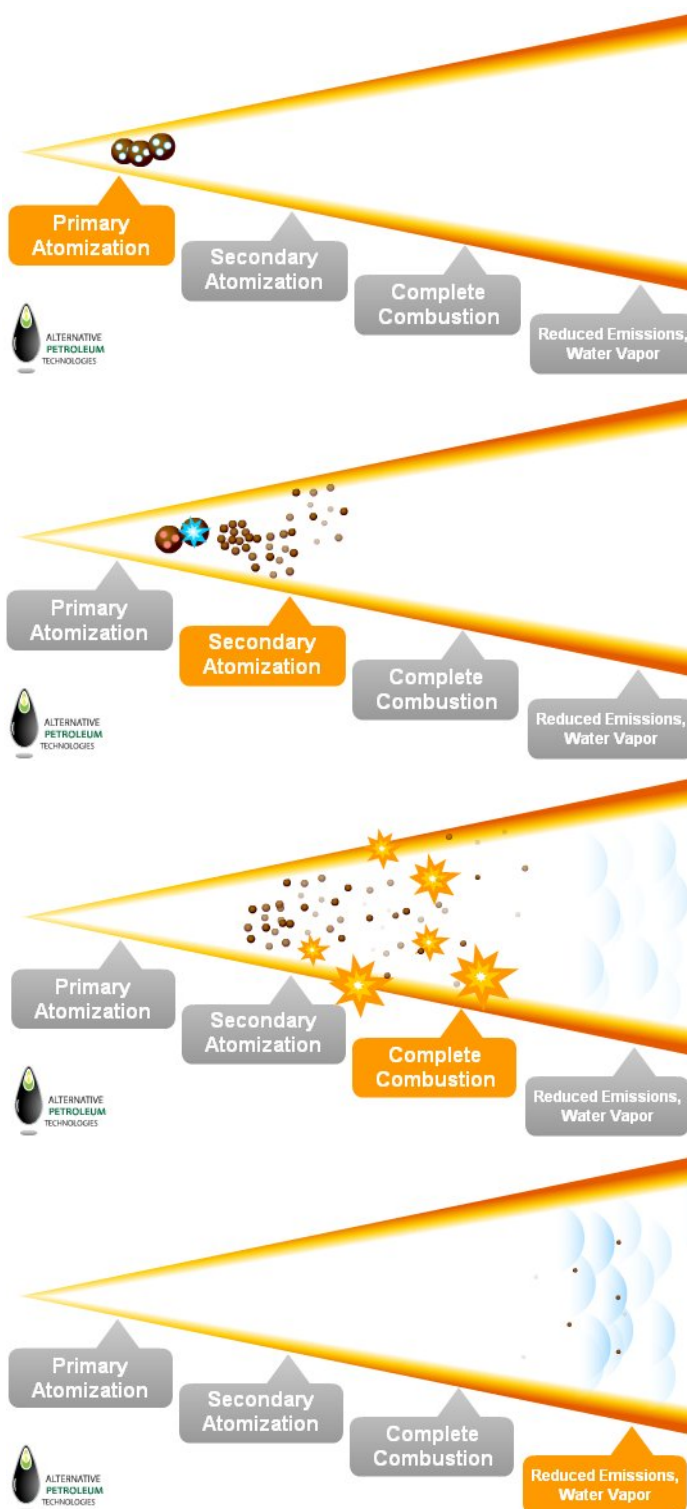 Primary
Atomization
Secondary
Atomization
Complete
Combustion
Reduced Emissions,
Water Vapor
ALTERNATIVE
PETROLEUM
TECHNOLOGIES
Primary
Atomization
Secondary
Atomization
Complete
Combustion
Reduced Emissions,
Water Vapor
ALTERNATIVE
PETROLEUM
TECHNOLOGIES
Primary
Atomization
Secondary
Atomization
Complete
Combustion
Reduced Emissions,
Water Vapor
ALTERNATIVE
PETROLEUM
TECHNOLOGIES
Primary
Atomization
Secondary
Atomization
Complete
Combustion
Reduced Emissions,
Water Vapor
ALTERNATIVE
PETROLEUM
TECHNOLOGIES